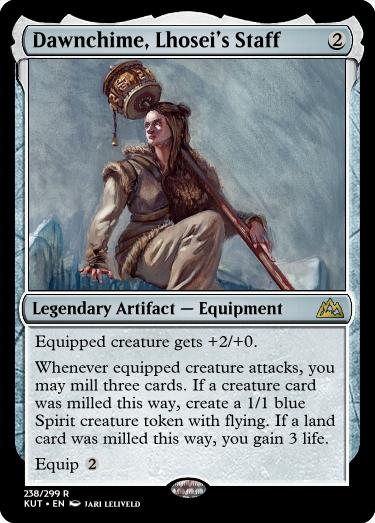 Dawnchime, Lhosei's Staff 2
Legendary Artifact — Equipment
Equipped creature gets +2/+0.
Whenever equipped creature attacks, you
may mill three cards. If a creature card
was milled this way, create a 1/1 blue
Spirit creature token with flying. If a land
card was milled this way, you gain 3 life.
Equip 2
238/299 R
KUT • EN JARI LELIVELD